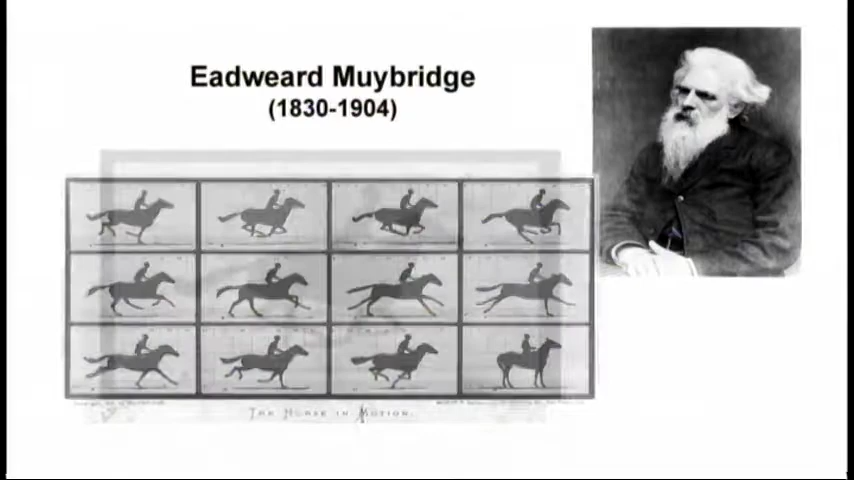 Eadweard Muybridge
(1830-1904)
THE HORSE IN MOTION.